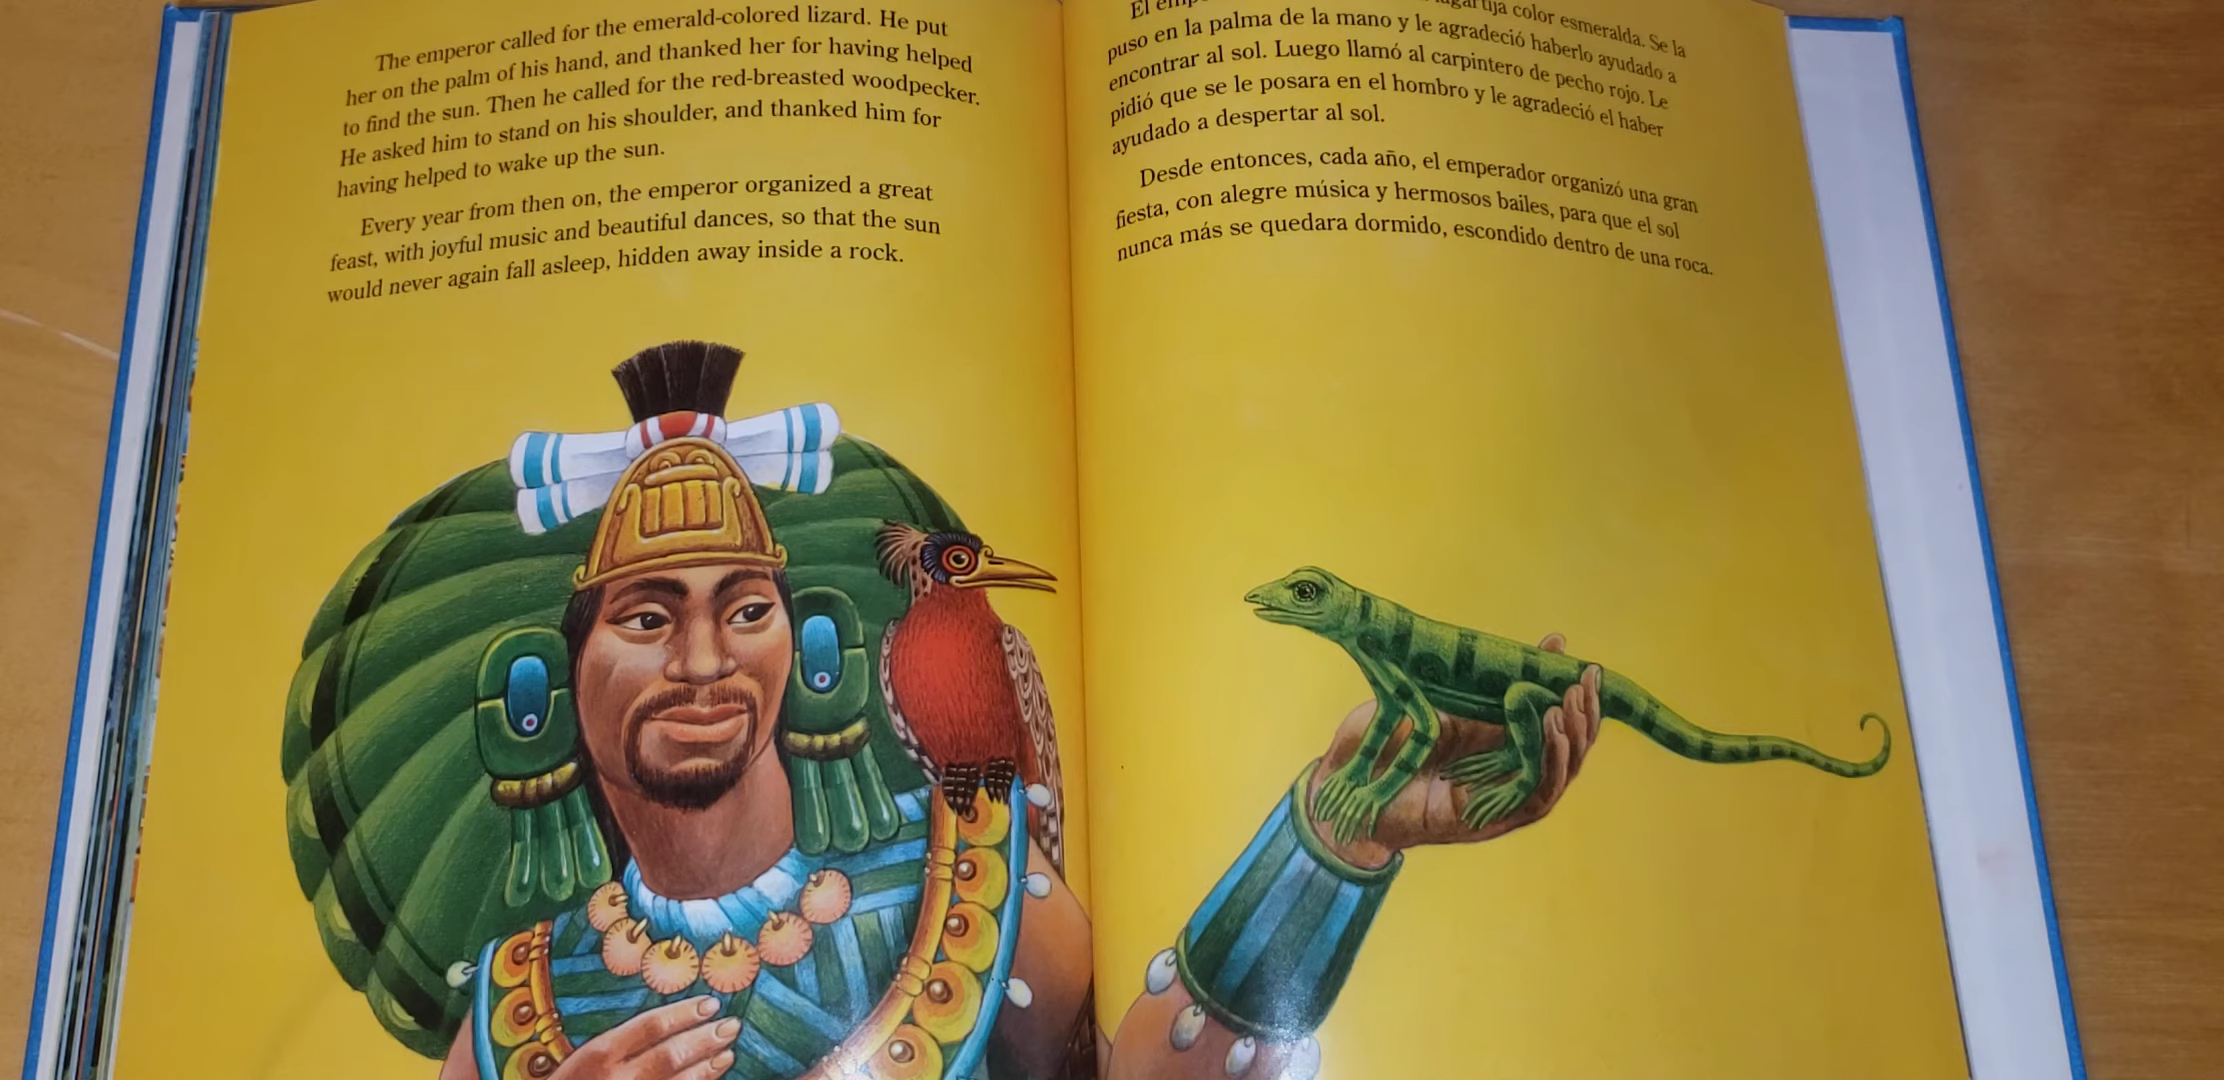 The emperor called for the emerald-colored lizard. He put
her on the palm of his hand, and thanked her for having helped
to find the sun. Then he called for the red-breasted woodpecker.
He asked him to stand on his shoulder, and thanked him for
having helped to wake up the sun.
Every year from then on, the emperor organized a great
feast, with joyful music and beautiful dances, so that the sun
would never again fall asleep, hidden away inside a rock.
El color esmeralda. Se la
puso en la palma de la mano y le agradeció haberlo ayudado a
encontrar al sol. Luego llamó al carpintero de pecho rojo. Le
pidió que se le posara en el hombro y le agradeció el haber
ayudado a despertar al sol.
Desde entonces, cada año, el emperador organizó una gran
fiesta, con alegre música y hermosos bailes, para que el sol
nunca más se quedara dormido, escondido dentro de una roca.